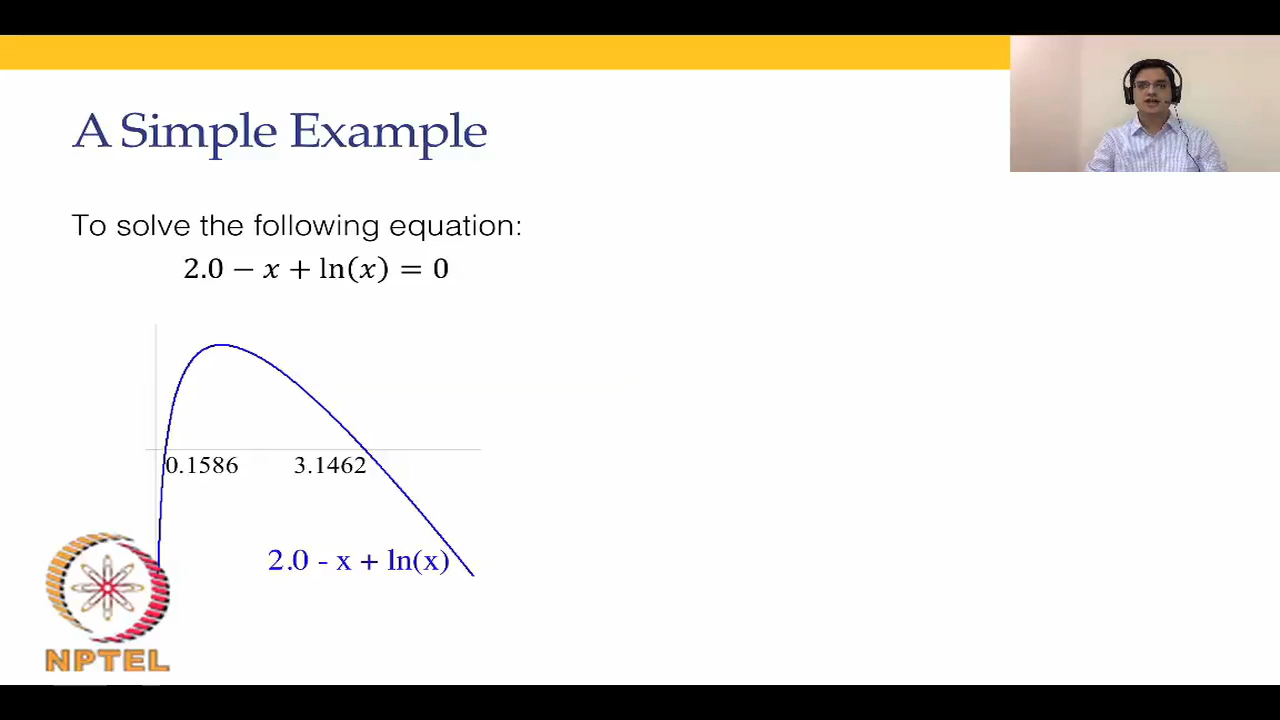 A Simple Example
To solve the following equation:
2.0 − x + ln(x) = 0
0.1586
3.1462
2.0 - x + ln(x)
NPTEL